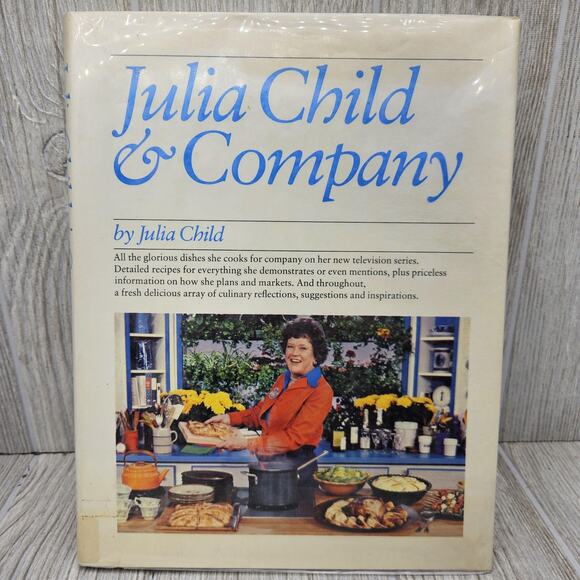 Julia Child
& Company
by Julia Child
All the glorious dishes she cooks for company on her new television series.
Detailed recipes for everything she demonstrates or even mentions, plus priceless
information on how she plans and markets. And throughout,
a fresh delicious array of culinary reflections, suggestions and inspirations.